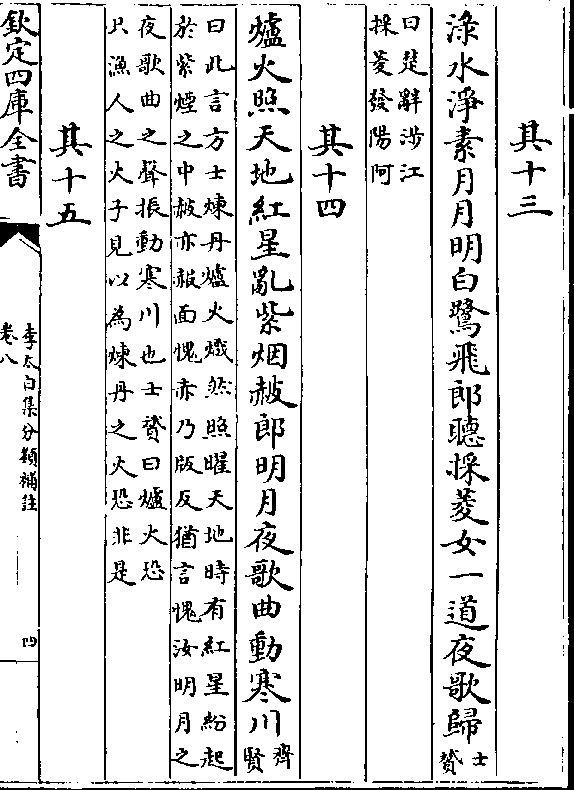 其十三
淥水淨素月月明白鷺飛郎聽採菱女一道夜歌歸士贇
曰楚辭涉江
採菱發陽阿
其十四
爐火照天地紅星亂紫烟赧郎明月夜歌曲動寒川齊賢
曰此言方士煉丹爐火熾然照曜天地時有紅星紛起
於紫煙之中赧亦赧面愧赤乃版反猶言愧汝明月之
夜歌曲之聲振動寒川也士贇曰爐火恐
只漁人之火子見以為煉丹之火恐非是
其十五
欽定四庫全書
李太白集分類補註
卷八
四